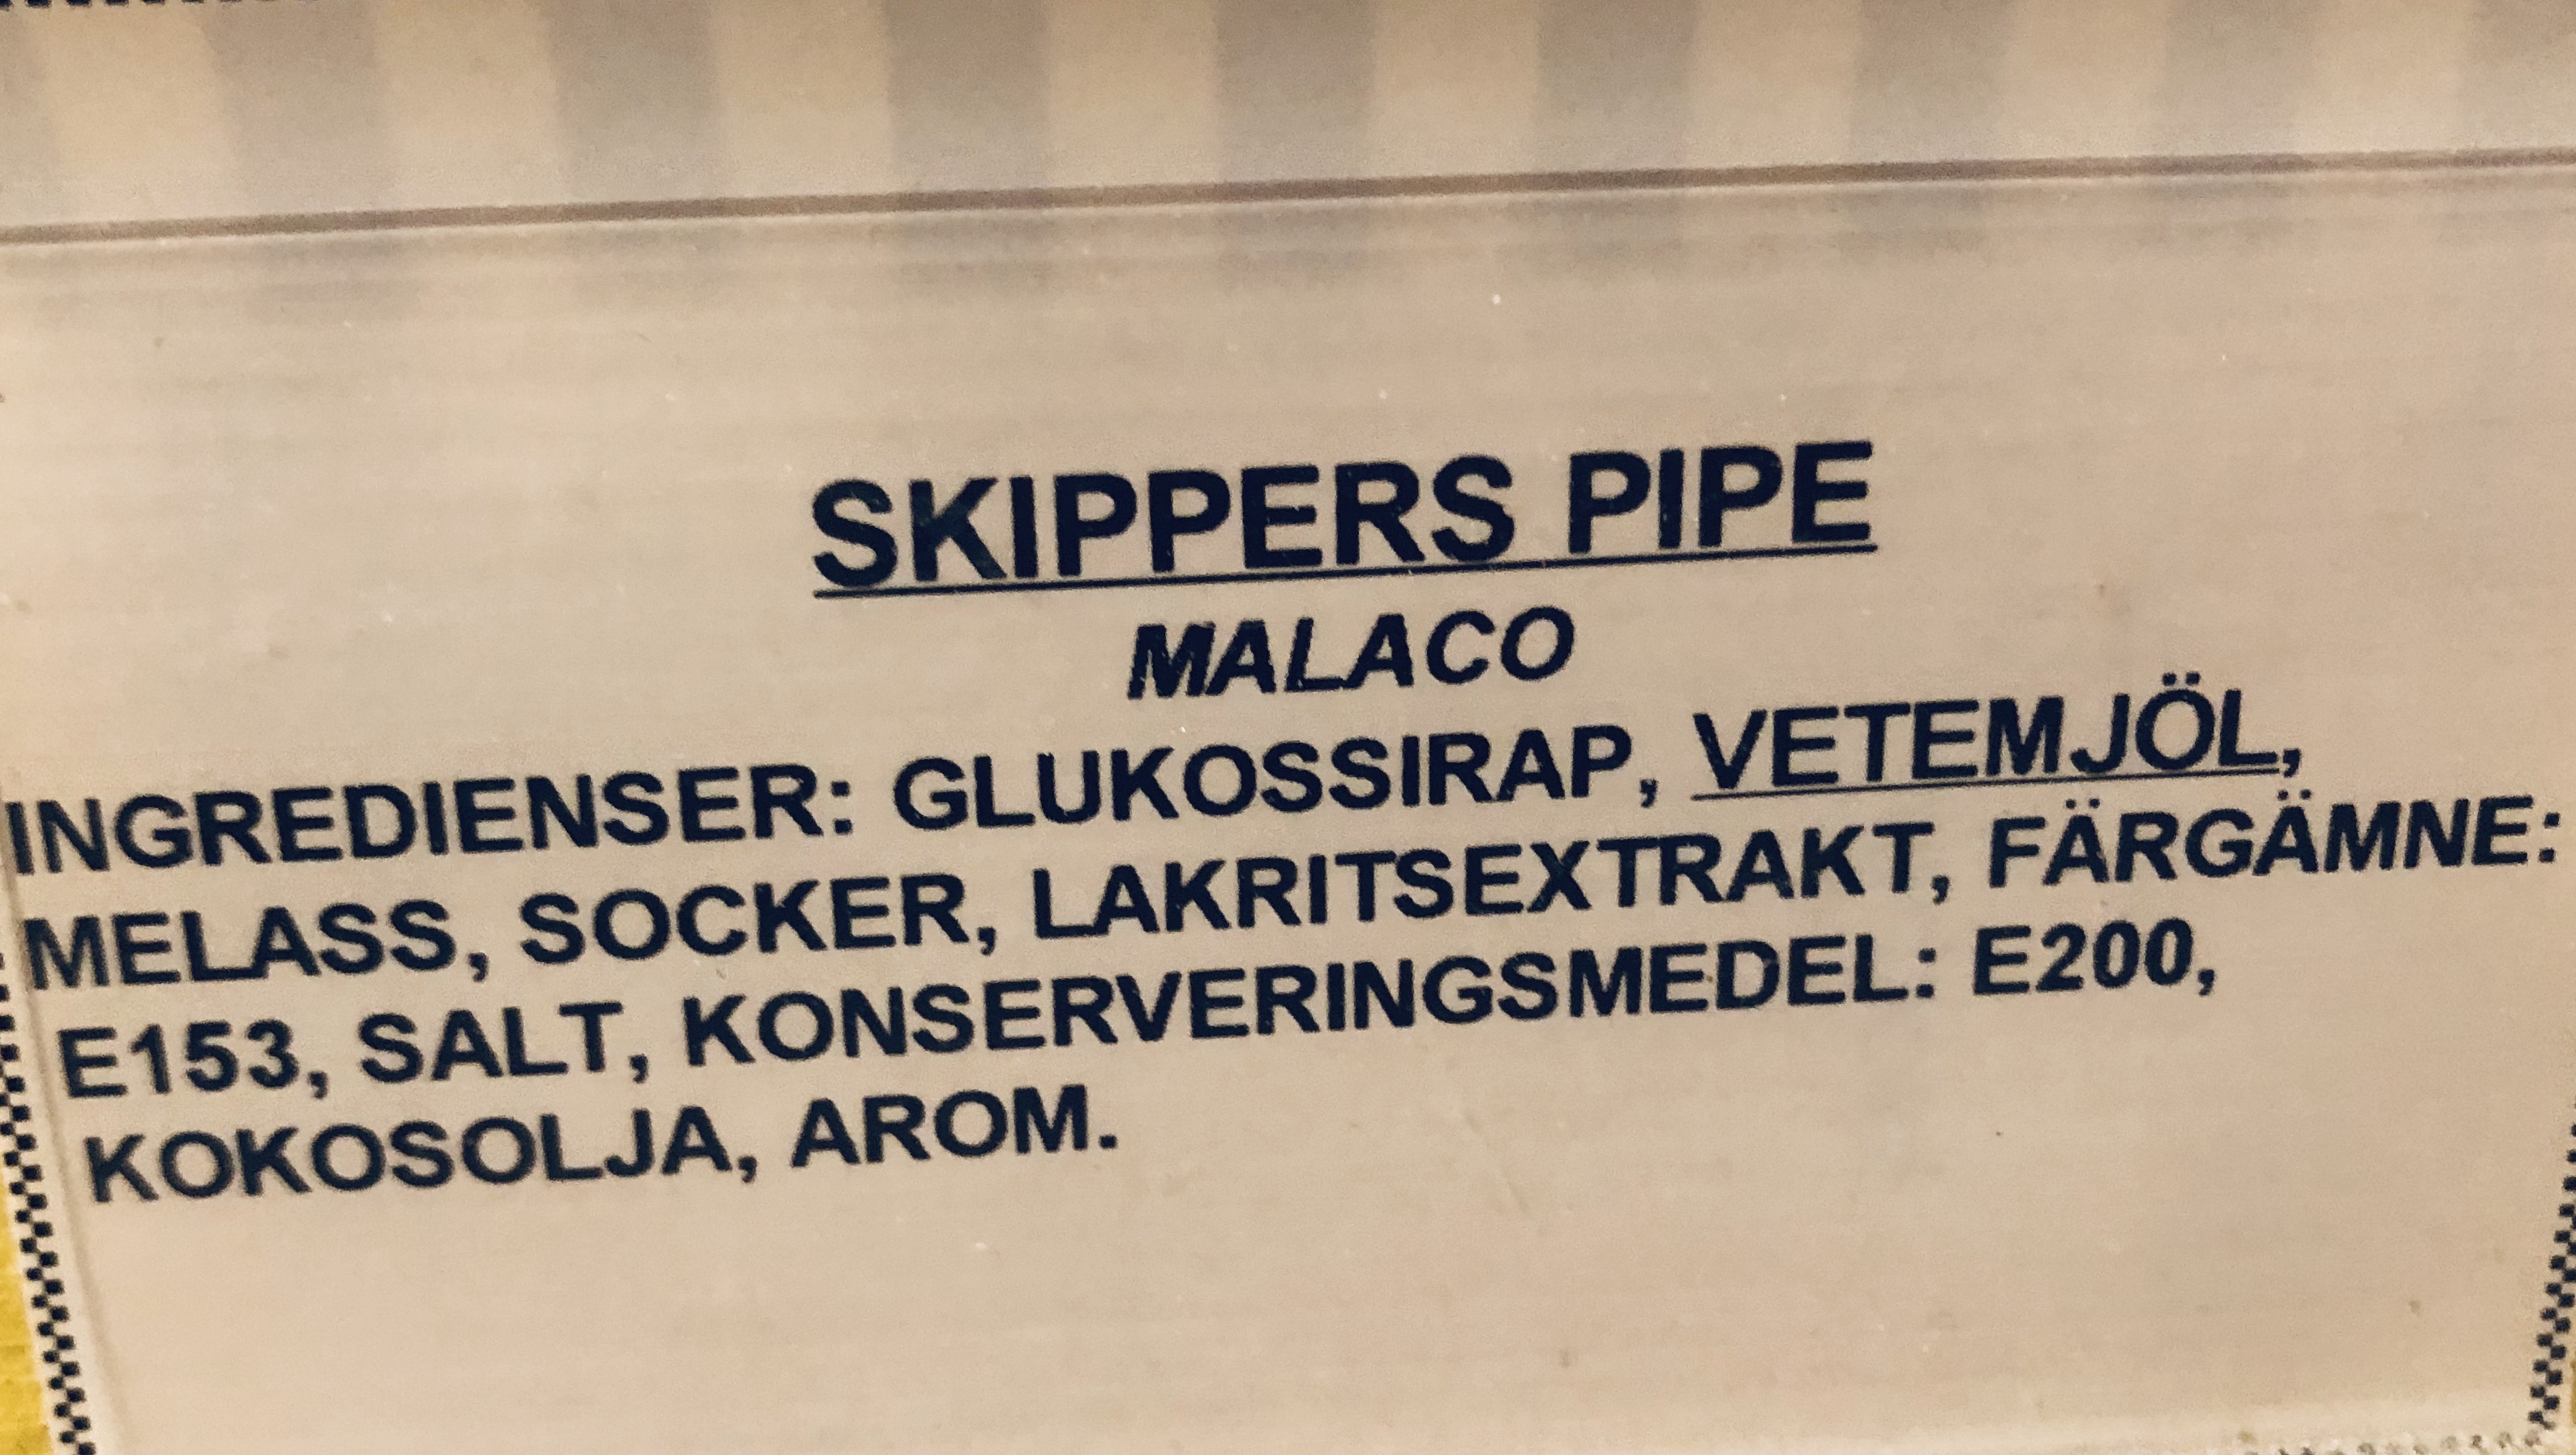 SKIPPERS PIPE
MALACO
INGREDIENSER: GLUKOSSIRAP, VETEMJÖL,
MELASS, SOCKER, LAKRITSEXTRAKT, FÄRGÄMNE:
E153, SALT, KONSERVERINGSMEDEL: E200,
KOKOSOLJA, AROM.